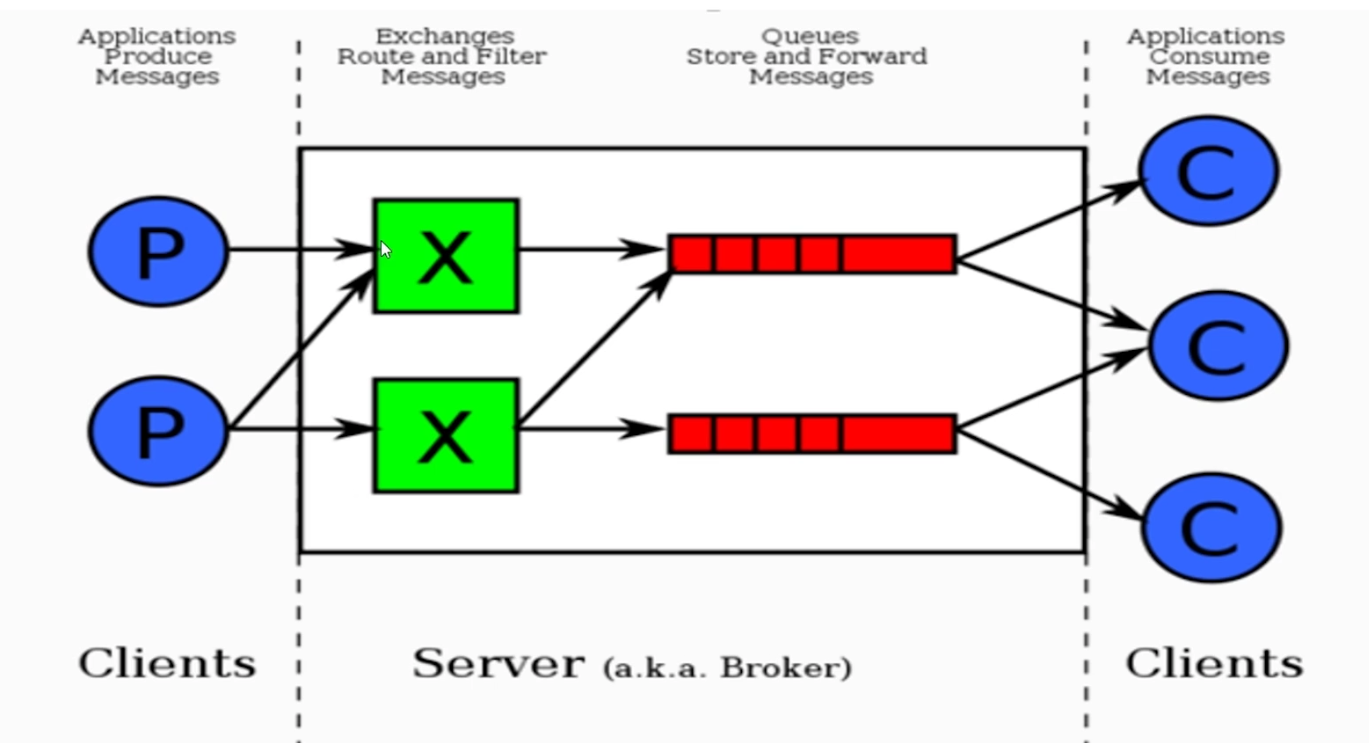 Applications
Produce
Messages
Exchanges
Route and Filter
Messages
Queues
Store and Forward
Messages
Applications
Consume
Messages
P
X
C
C
P
X
C
Clients
Server (a.k.a. Broker)
Clients